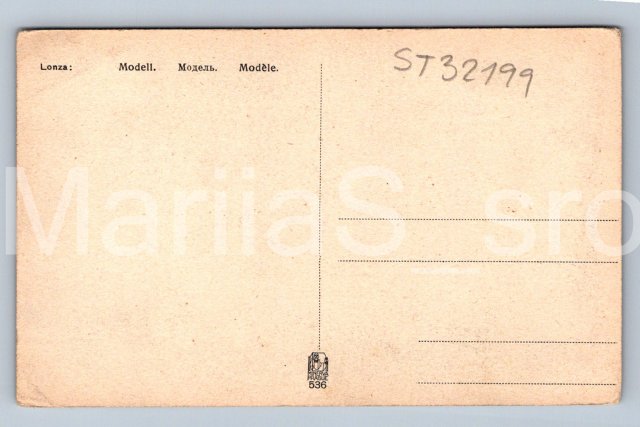 Lonza: Modell. Модель. Modèle.
ST32199
MariiaS_sro
536